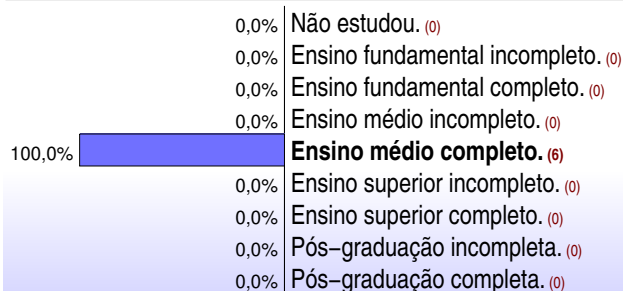 0,0% Não estudou. (0)
0,0% Ensino fundamental incompleto. (0)
0,0% Ensino fundamental completo. (0)
0,0% Ensino médio incompleto. (0)
100,0% Ensino médio completo. (6)
0,0% Ensino superior incompleto. (0)
0,0% Ensino superior completo. (0)
0,0% Pós−graduação incompleta. (0)
0,0% Pós−graduação completa. (0)